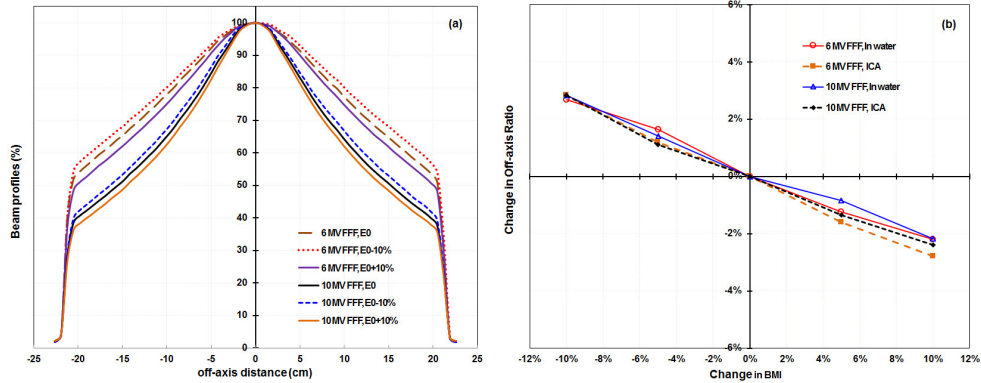 (a)
100
90
80
70
60
50
40
30
20
10
0
Beam profiles (%)
6 MV FFF, E0
6 MV FFF, E0-10%
6 MV FFF, E0+10%
10 MV FFF, E0
10 MV FFF, E0-10%
10 MV FFF, E0+10%
-25 -20 -15 -10 -5 0 5 10 15 20 25
off-axis distance (cm)
(b)
6%
4%
2%
0%
-2%
-4%
-6%
Change in Off-axis Ratio
6 MV FFF, In water
6 MV FFF, ICA
10 MV FFF, In water
10 MV FFF, ICA
-12% -10% -8% -6% -4% -2% 0% 2% 4% 6% 8% 10% 12%
Change in BMI